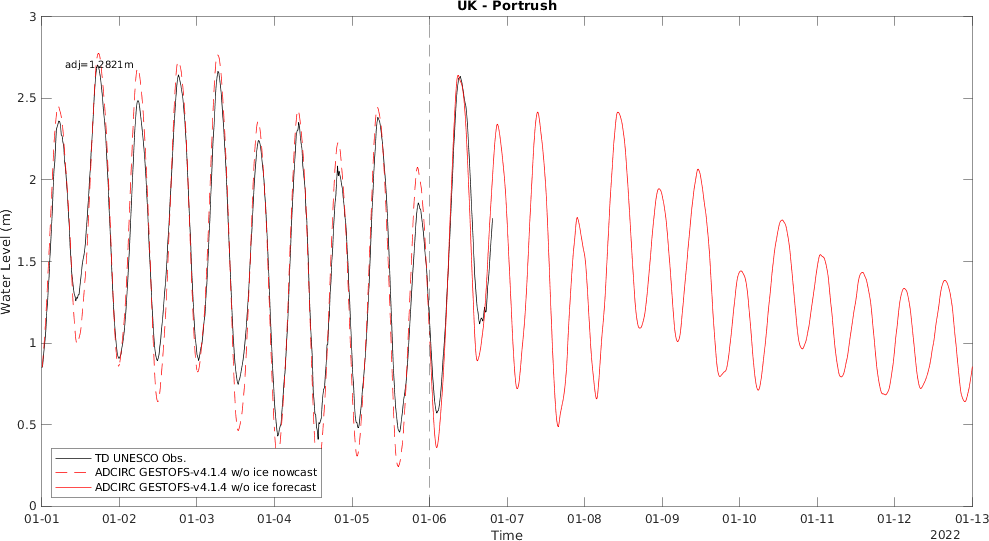 UK - Portrush
3
adj=1.2821m
2.5
2
1.5
1
0.5
0
Water Level (m)
TD UNESCO Obs.
ADCIRC GESTOFS-v4.1.4 w/o ice nowcast
ADCIRC GESTOFS-v4.1.4 w/o ice forecast
01-01 01-02 01-03 01-04 01-05 01-06 01-07 01-08 01-09 01-10 01-11 01-12 01-13
Time
2022